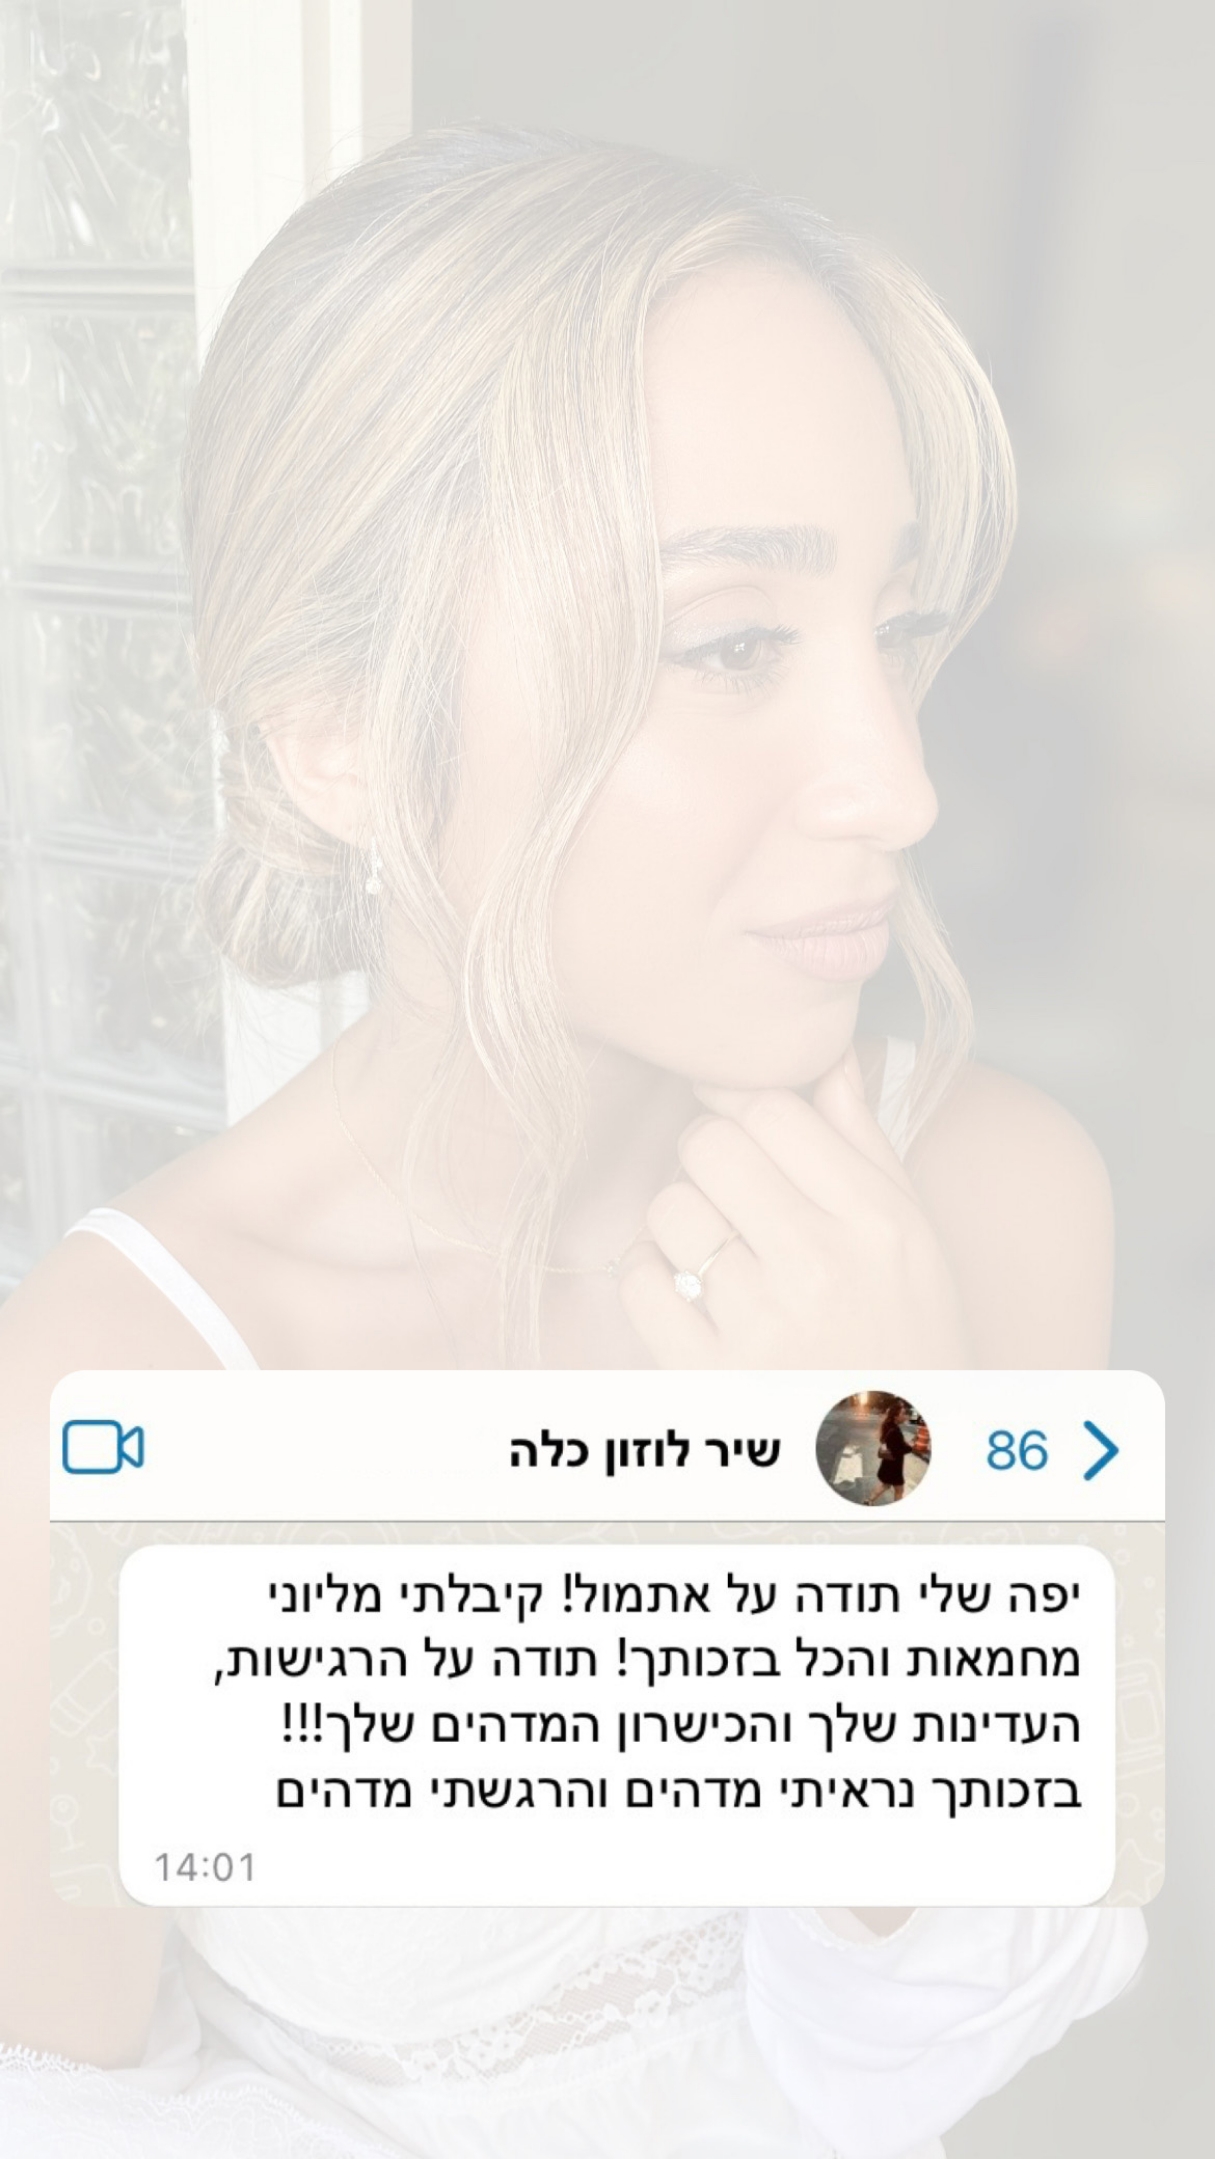 86
שיר לוזון כלה
יפה שלי תודה על אתמול! קיבלתי מליוני
מחמאות והכל בזכותך! תודה על הרגישות,
העדינות שלך והכישרון המדהים שלך!!!
בזכותך נראיתי מדהים והרגשתי מדהים
14:01